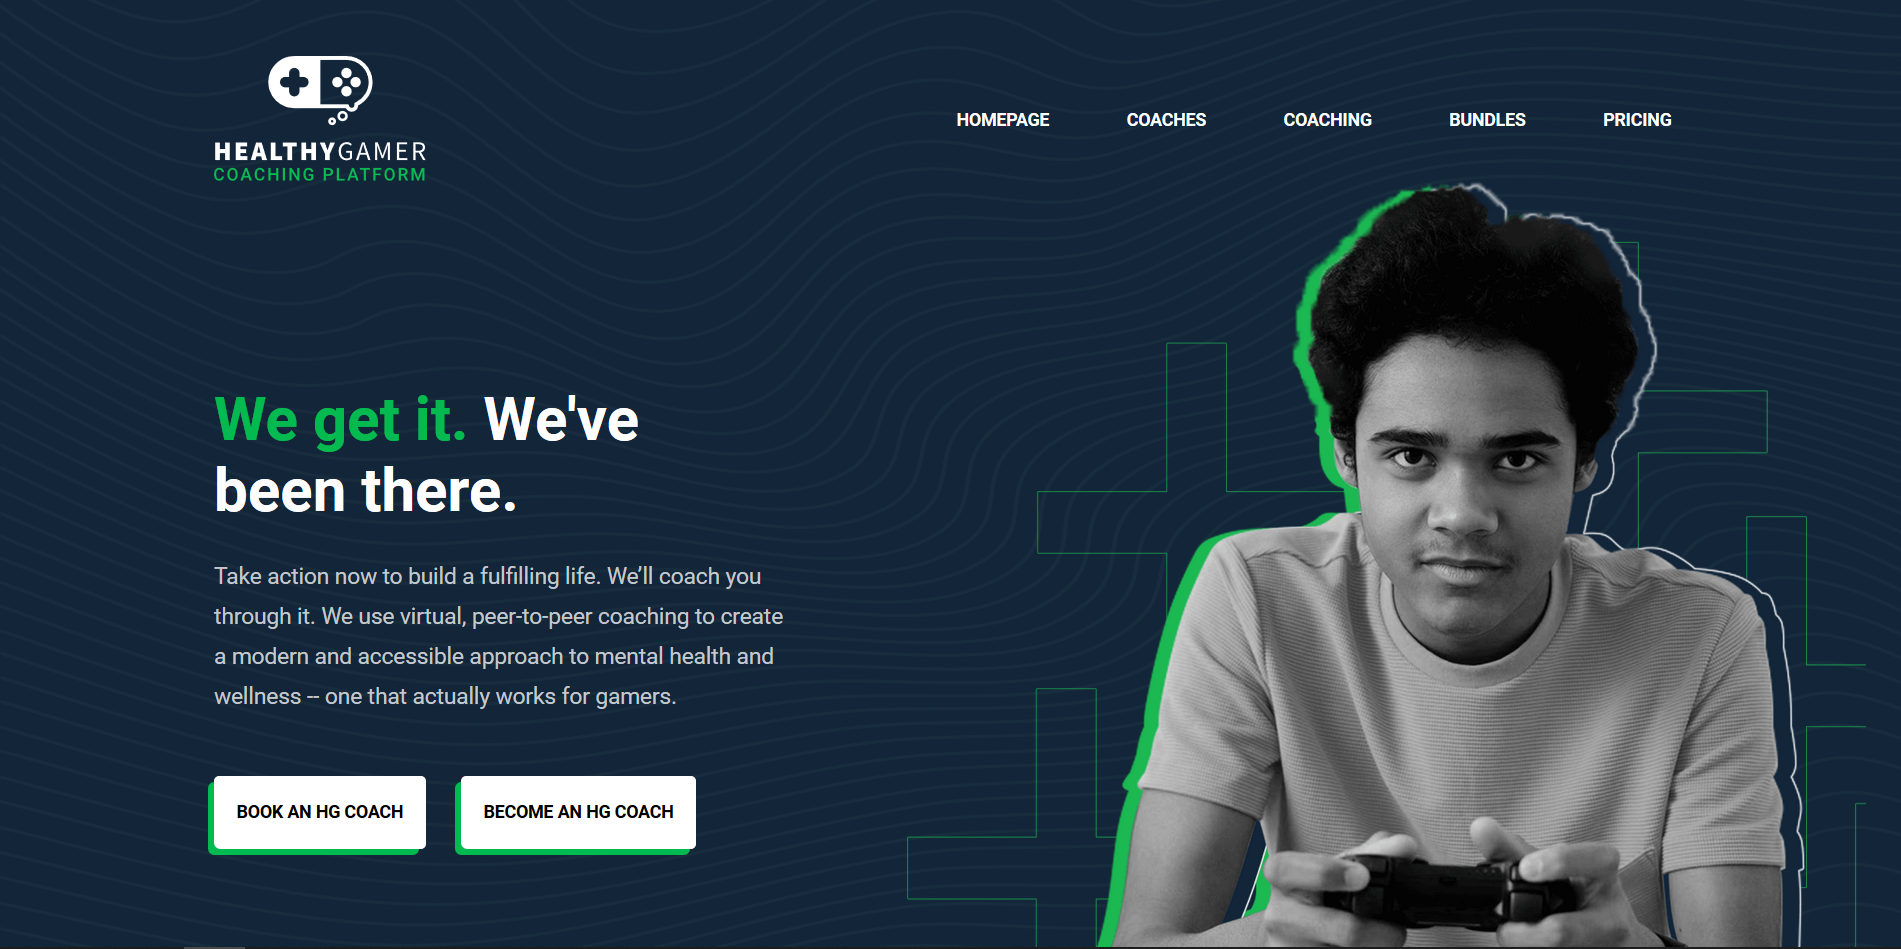 HEALTHYGAMER
COACHING PLATFORM
HOMEPAGE
COACHES
COACHING
BUNDLES
PRICING
We get it. We've
been there.
Take action now to build a fulfilling life. We’ll coach you
through it. We use virtual, peer-to-peer coaching to create
a modern and accessible approach to mental health and
wellness -- one that actually works for gamers.
BOOK AN HG COACH
BECOME AN HG COACH